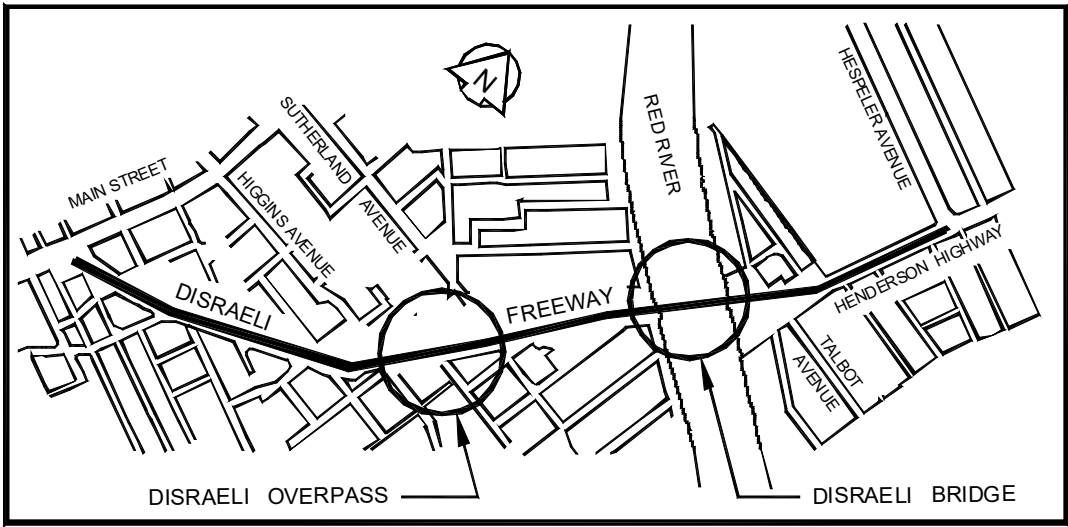 N
MAIN STREET
SUTHERLAND
AVENUE
HIGGINS AVENUE
RED RIVER
HESPELER AVENUE
DISRAELI
FREEWAY
HENDERSON HIGHWAY
TALBOT
AVENUE
DISRAELI OVERPASS
DISRAELI BRIDGE